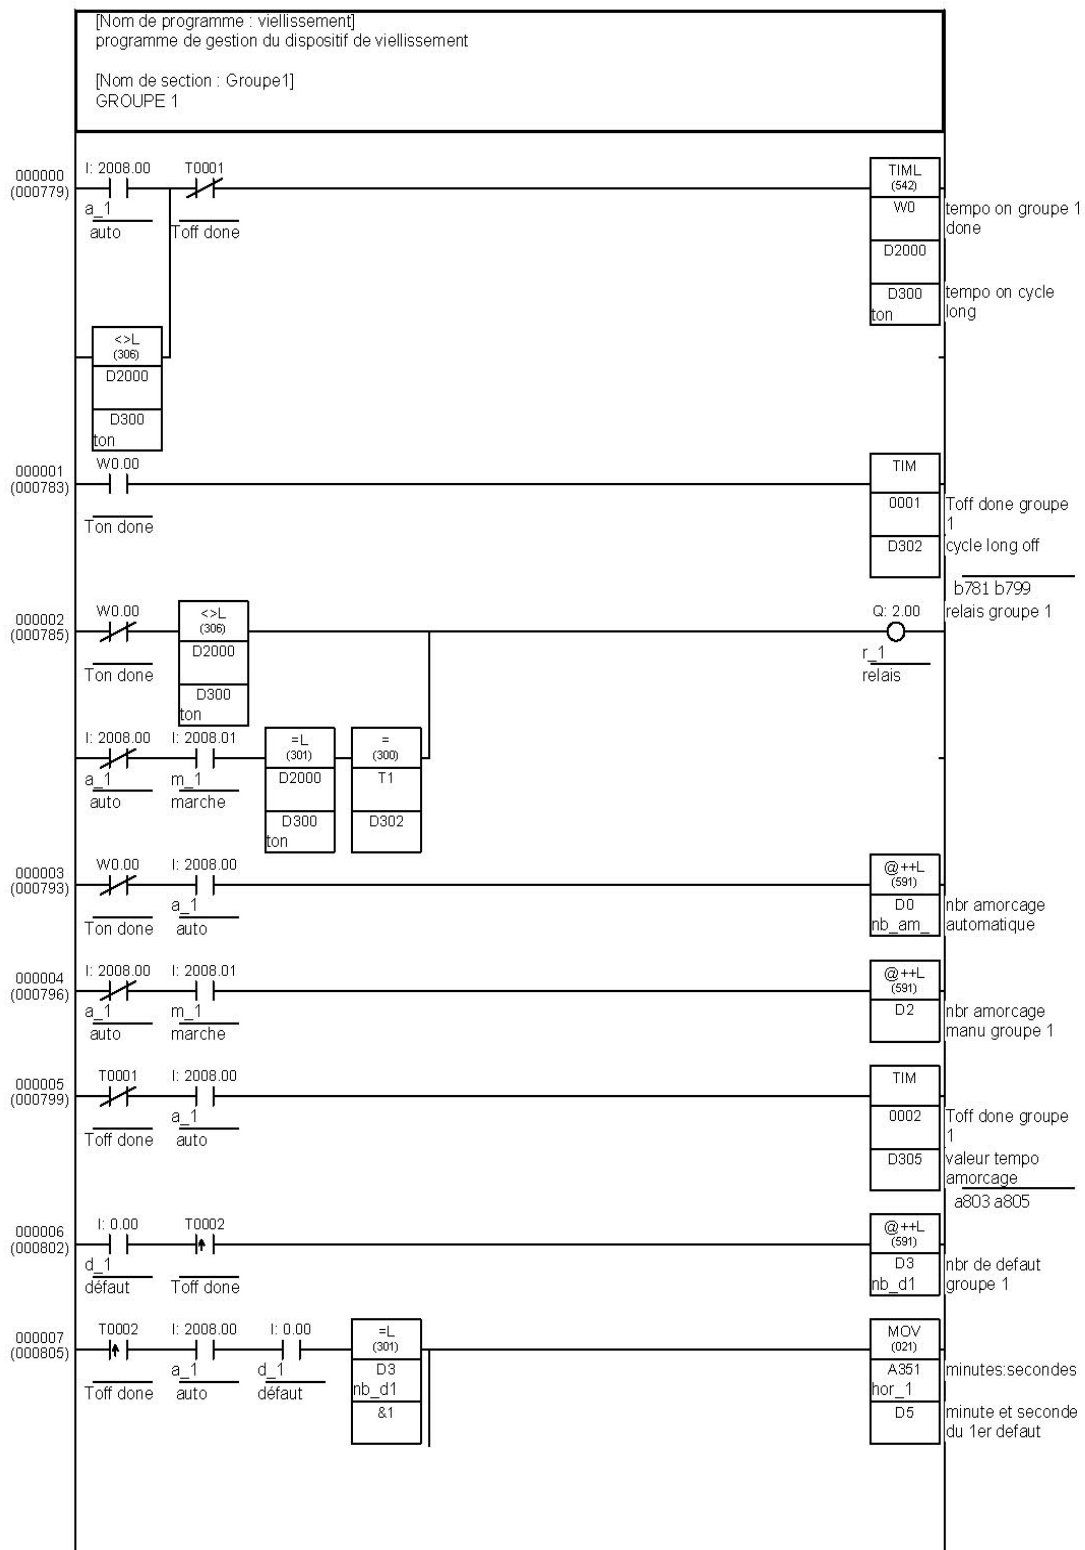 [Nom de programme : viellissement]
programme de gestion du dispositif de viellissement
[Nom de section : Groupe1]
GROUPE 1
000000
(000779)
I: 2008.00
a_1
auto
T0001
Toff done
TIML
(542)
W0
tempo on groupe 1
done
D2000
D300
ton
tempo on cycle
long
<>L
(306)
D2000
D300
ton
000001
(000783)
W0.00
Ton done
TIM
0001
Toff done groupe
1
D302
cycle long off
b781 b799
000002
(000785)
W0.00
Ton done
<>L
(306)
D2000
D300
ton
Q: 2.00
r_1
relais
relais groupe 1
I: 2008.00
a_1
auto
I: 2008.01
m_1
marche
=L
(301)
D2000
D300
ton
=
(300)
T1
D302
000003
(000793)
W0.00
Ton done
I: 2008.00
a_1
auto
@++L
(591)
D0
nb_am_
nbr amorcage
automatique
000004
(000796)
I: 2008.00
a_1
auto
I: 2008.01
m_1
marche
@++L
(591)
D2
nbr amorcage
manu groupe 1
000005
(000799)
T0001
Toff done
I: 2008.00
a_1
auto
TIM
0002
Toff done groupe
1
D305
valeur tempo
amorcage
a803 a805
000006
(000802)
I: 0.00
d_1
défaut
T0002
Toff done
@++L
(591)
D3
nb_d1
nbr de defaut
groupe 1
000007
(000805)
T0002
Toff done
I: 2008.00
a_1
auto
I: 0.00
d_1
défaut
=L
(301)
D3
nb_d1
&1
MOV
(021)
A351
hor_1
minutes:secondes
D5
minute et seconde
du 1er defaut